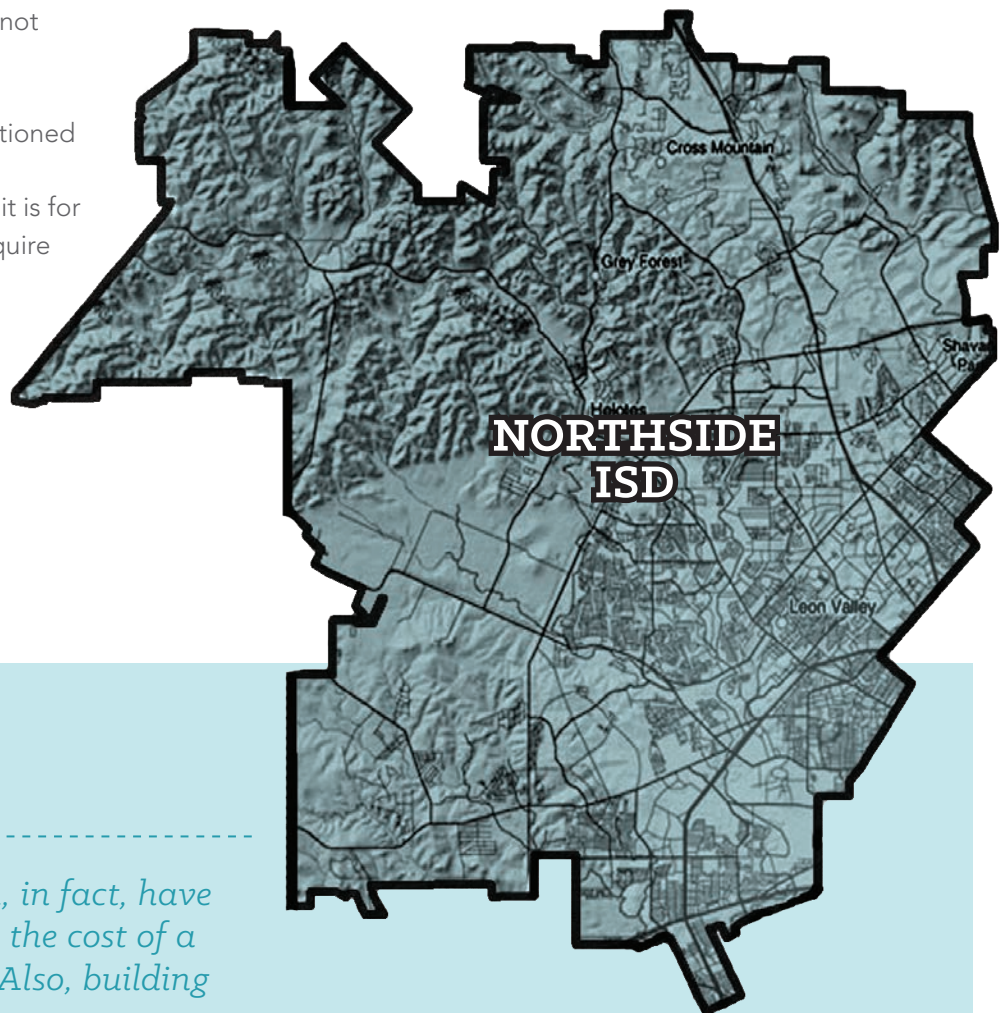 not
tioned
it is for
quire
Cross Mountain
Grey Forest
Shava
Pa
Helotes
NORTHSIDE
ISD
Leon Valley
, in fact, have
the cost of a
Also, building